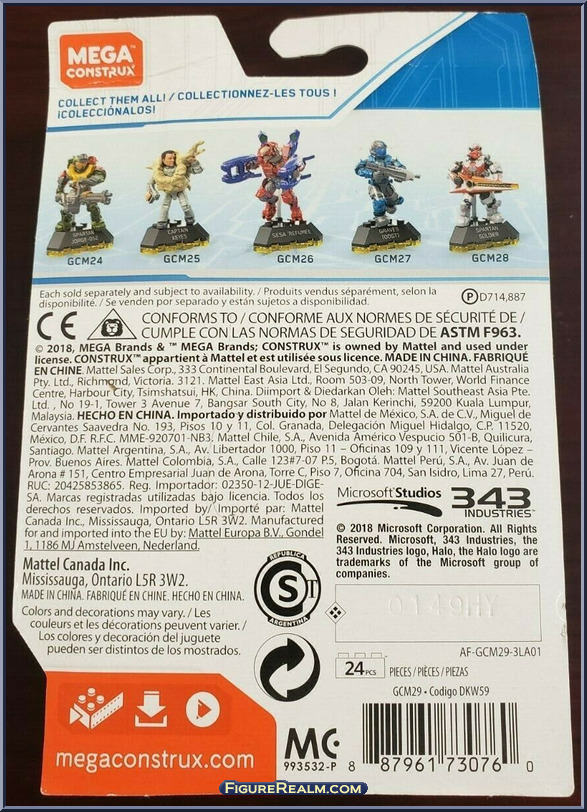 MEGA
CONSTRUX™
COLLECT THEM ALL! / COLLECTIONNEZ-LES TOUS !
¡COLECCIÓNALOS!
SPARTAN JORGE-052
CAPTAIN KEYES
SESA 'REFUMEE
GRAVES (ODST)
SPARTAN SOLDIER
GCM24
GCM25
GCM26
GCM27
GCM28
Each sold separately and subject to availability. / Produits vendus séparément, selon la
disponibilité. / Se venden por separado y están sujetos a disponibilidad.
P D714,887
CE
CONFORMS TO / CONFORME AUX NORMES DE SÉCURITÉ DE /
CUMPLE CON LAS NORMAS DE SEGURIDAD DE ASTM F963.
© 2018, MEGA Brands & ™ MEGA Brands; CONSTRUX™ is owned by Mattel and used under
license. CONSTRUX™ appartient à Mattel et est utilisée sous licence. MADE IN CHINA. FABRIQUÉ
EN CHINE. Mattel Sales Corp., 333 Continental Boulevard, El Segundo, CA 90245, USA. Mattel Australia
Pty. Ltd., Richmond, Victoria. 3121. Mattel East Asia Ltd., Room 503-09, North Tower, World Finance
Centre, Harbour City, Tsimshatsui, HK, China. Diimport & Diedarkan Oleh: Mattel Southeast Asia Pte.
Ltd. , No 19-1, Tower 3 Avenue 7, Bangsar South City, No 8, Jalan Kerinchi, 59200 Kuala Lumpur,
Malaysia. HECHO EN CHINA. Importado y distribuido por Mattel de México, S.A. de C.V., Miguel de
Cervantes Saavedra No. 193, Pisos 10 y 11, Col. Granada, Delegación Miguel Hidalgo, C.P. 11520,
México, D.F. R.F.C. MME-920701-NB3. Mattel Chile, S.A., Avenida Américo Vespucio 501-B, Quilicura,
Santiago. Mattel Argentina, S.A., Av. Libertador 1000, Piso 11 – Oficinas 109 y 111, Vicente López –
Prov. Buenos Aires. Mattel Colombia, S.A., Calle 123#7-07 P.5, Bogotá. Mattel Perú, S.A., Av. Juan de
Arona # 151, Centro Empresarial Juan de Arona, Torre C, Piso 7, Oficina 704, San Isidro, Lima 27, Perú.
RUC: 20425853865. Reg. Importador: 02350-12-JUE-DIGE-
SA. Marcas registradas utilizadas bajo licencia. Todos los
derechos reservados. Imported by/ Importé par: Mattel
Canada Inc., Mississauga, Ontario L5R 3W2. Manufactured
for and imported into the EU by: Mattel Europa B.V., Gondel
1, 1186 MJ Amstelveen, Nederland.
Microsoft Studios
343
INDUSTRIES™
© 2018 Microsoft Corporation. All Rights
Reserved. Microsoft, 343 Industries, the
343 Industries logo, Halo, the Halo logo are
trademarks of the Microsoft group of
companies.
Mattel Canada Inc.
Mississauga, Ontario L5R 3W2.
MADE IN CHINA. FABRIQUÉ EN CHINE. HECHO EN CHINA.
Colors and decorations may vary. / Les
couleurs et les décorations peuvent varier. /
Los colores y decoración del juguete
pueden ser distintos de los mostrados.
REPUBLICA
S T
ARGENTINA
0149HY
AF-GCM29-3LA01
24 PCS
PIECES / PIÈCES / PIEZAS
GCM29 • Codigo DKW59
megaconstrux.com
MC
993532-P
8 87961 73076 0
FIGUREREALM.COM